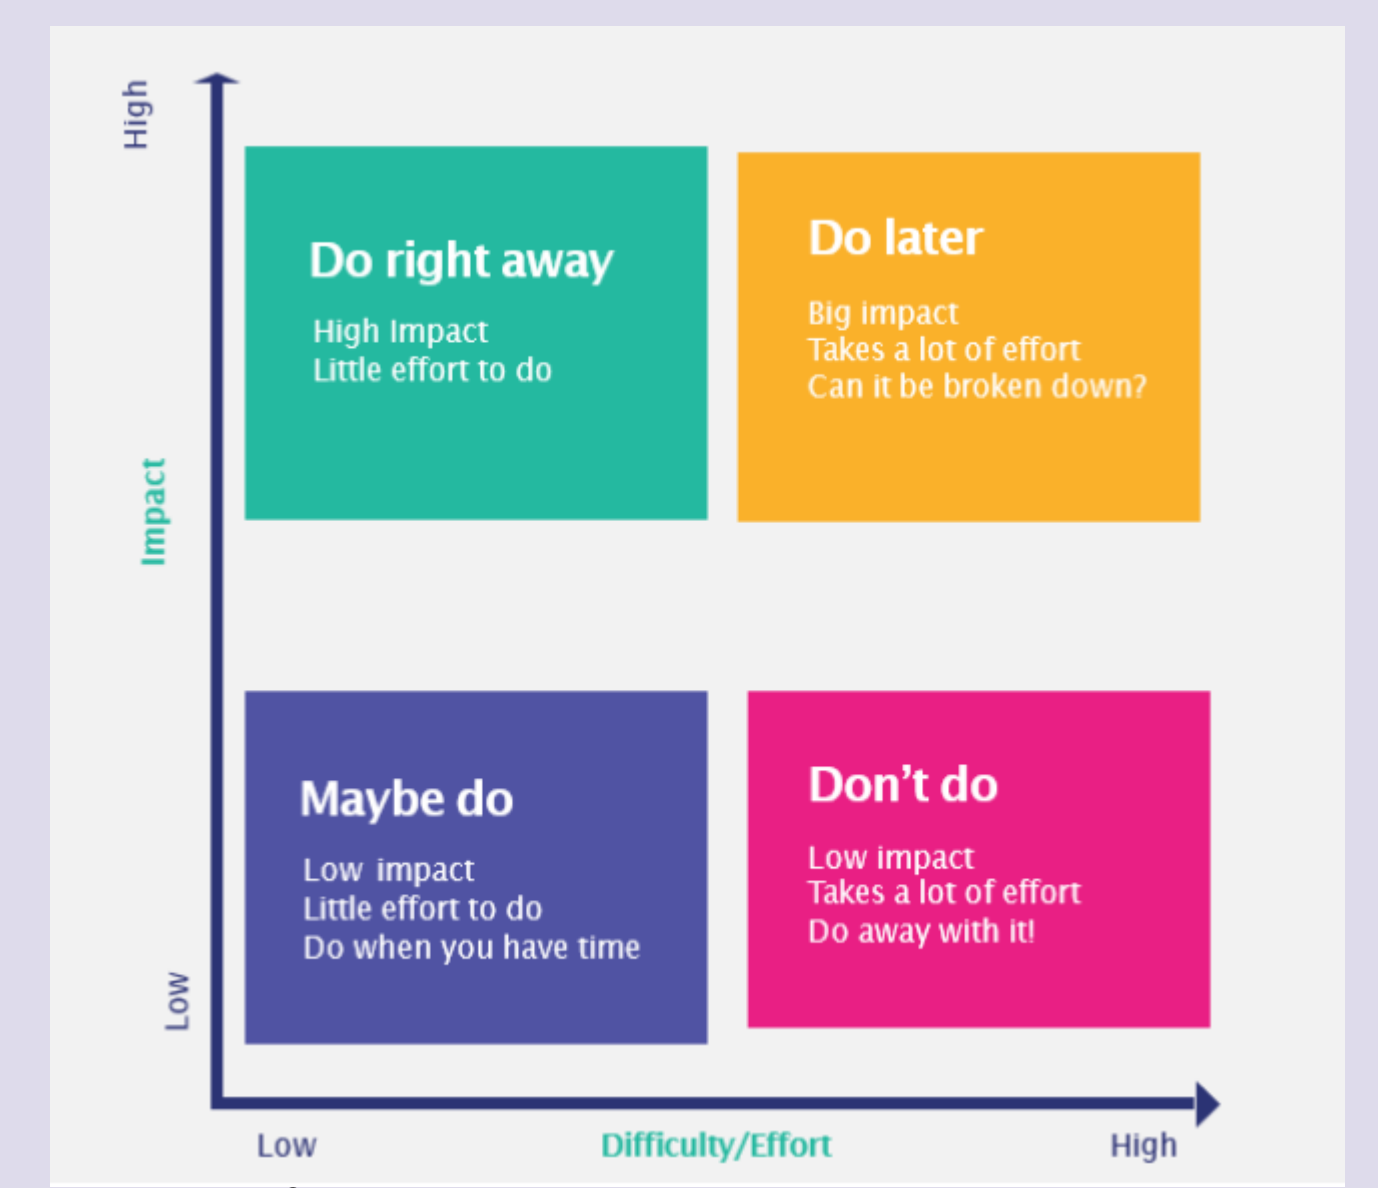 High
Do right away
High Impact
Little effort to do
Do later
Big impact
Takes a lot of effort
Can it be broken down?
Impact
Maybe do
Low impact
Little effort to do
Do when you have time
Don't do
Low impact
Takes a lot of effort
Do away with it!
Low
Low
Difficulty/Effort
High